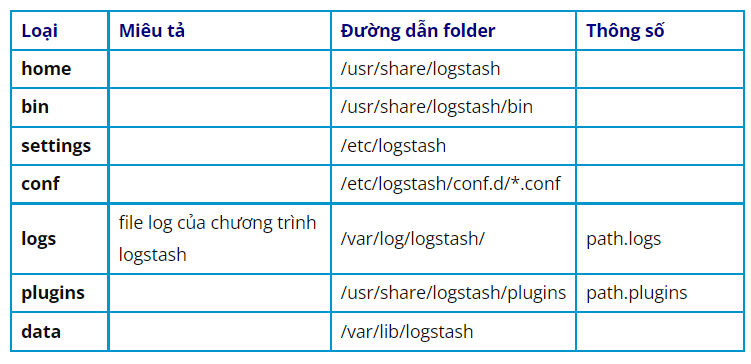 Loại Miêu tả Đường dẫn folder Thông số
home /usr/share/logstash
bin /usr/share/logstash/bin
settings /etc/logstash
conf /etc/logstash/conf.d/*.conf
logs file log của chương trình logstash /var/log/logstash/ path.logs
plugins /usr/share/logstash/plugins path.plugins
data /var/lib/logstash